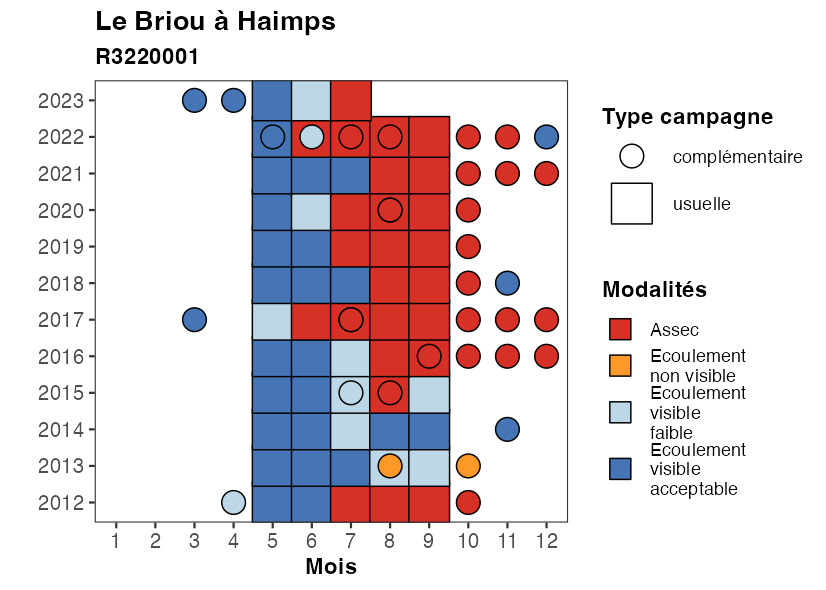 Le Briou à Haimps
R3220001
2023
2022
2021
2020
2019
2018
2017
2016
2015
2014
2013
2012
1 2 3 4 5 6 7 8 9 10 11 12
Mois
Type campagne
complémentaire
usuelle
Modalités
Assec
Ecoulement
non visible
Ecoulement
visible
faible
Ecoulement
visible
acceptable